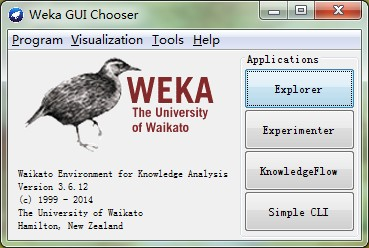 Weka GUI Chooser
Program Visualization Tools Help
WEKA
The University
of Waikato
Waikato Environment for Knowledge Analysis
Version 3.6.12
(c) 1999 - 2014
The University of Waikato
Hamilton, New Zealand
Applications
Explorer
Experimenter
KnowledgeFlow
Simple CLI